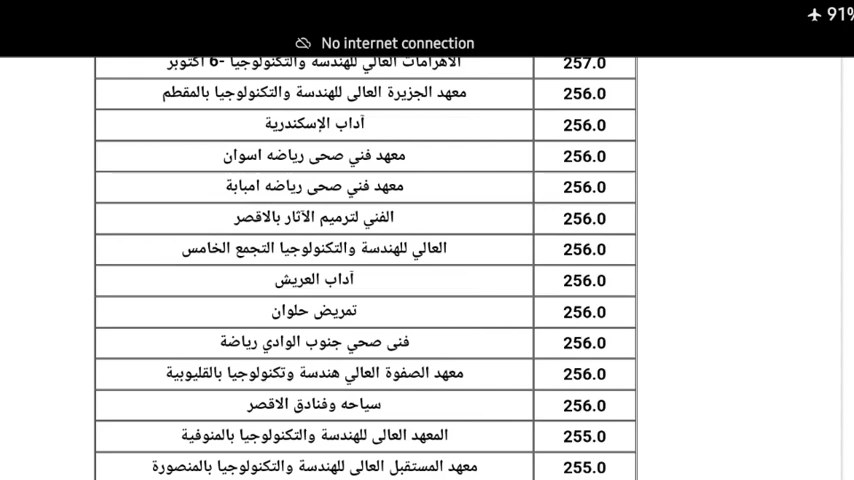 91%
No internet connection
الاهرامات العالي للهندسة والتكنولوجيا -6 اكتوبر 257.0
معهد الجزيرة العالى للهندسة والتكنولوجيا بالمقطم 256.0
آداب الإسكندرية 256.0
معهد فني صحى رياضه اسوان 256.0
معهد فني صحى رياضه امبابة 256.0
الفني لترميم الآثار بالاقصر 256.0
العالي للهندسة والتكنولوجيا التجمع الخامس 256.0
آداب العريش 256.0
تمريض حلوان 256.0
فنى صحي جنوب الوادي رياضة 256.0
معهد الصفوة العالي هندسة وتكنولوجيا بالقليوبية 256.0
سياحه وفنادق الاقصر 256.0
المعهد العالى للهندسة والتكنولوجيا بالمنوفية 255.0
معهد المستقبل العالى للهندسة والتكنولوجيا بالمنصورة 255.0